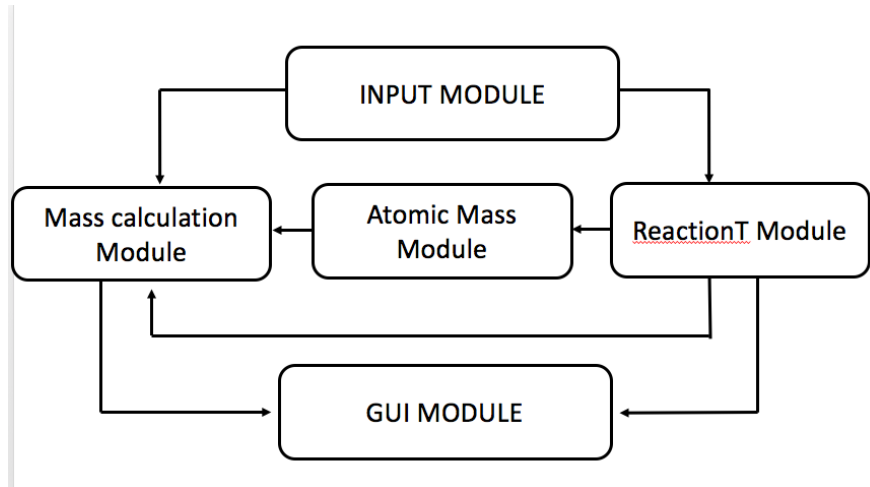 INPUT MODULE
Mass calculation
Module
Atomic Mass
Module
ReactionT Module
GUI MODULE